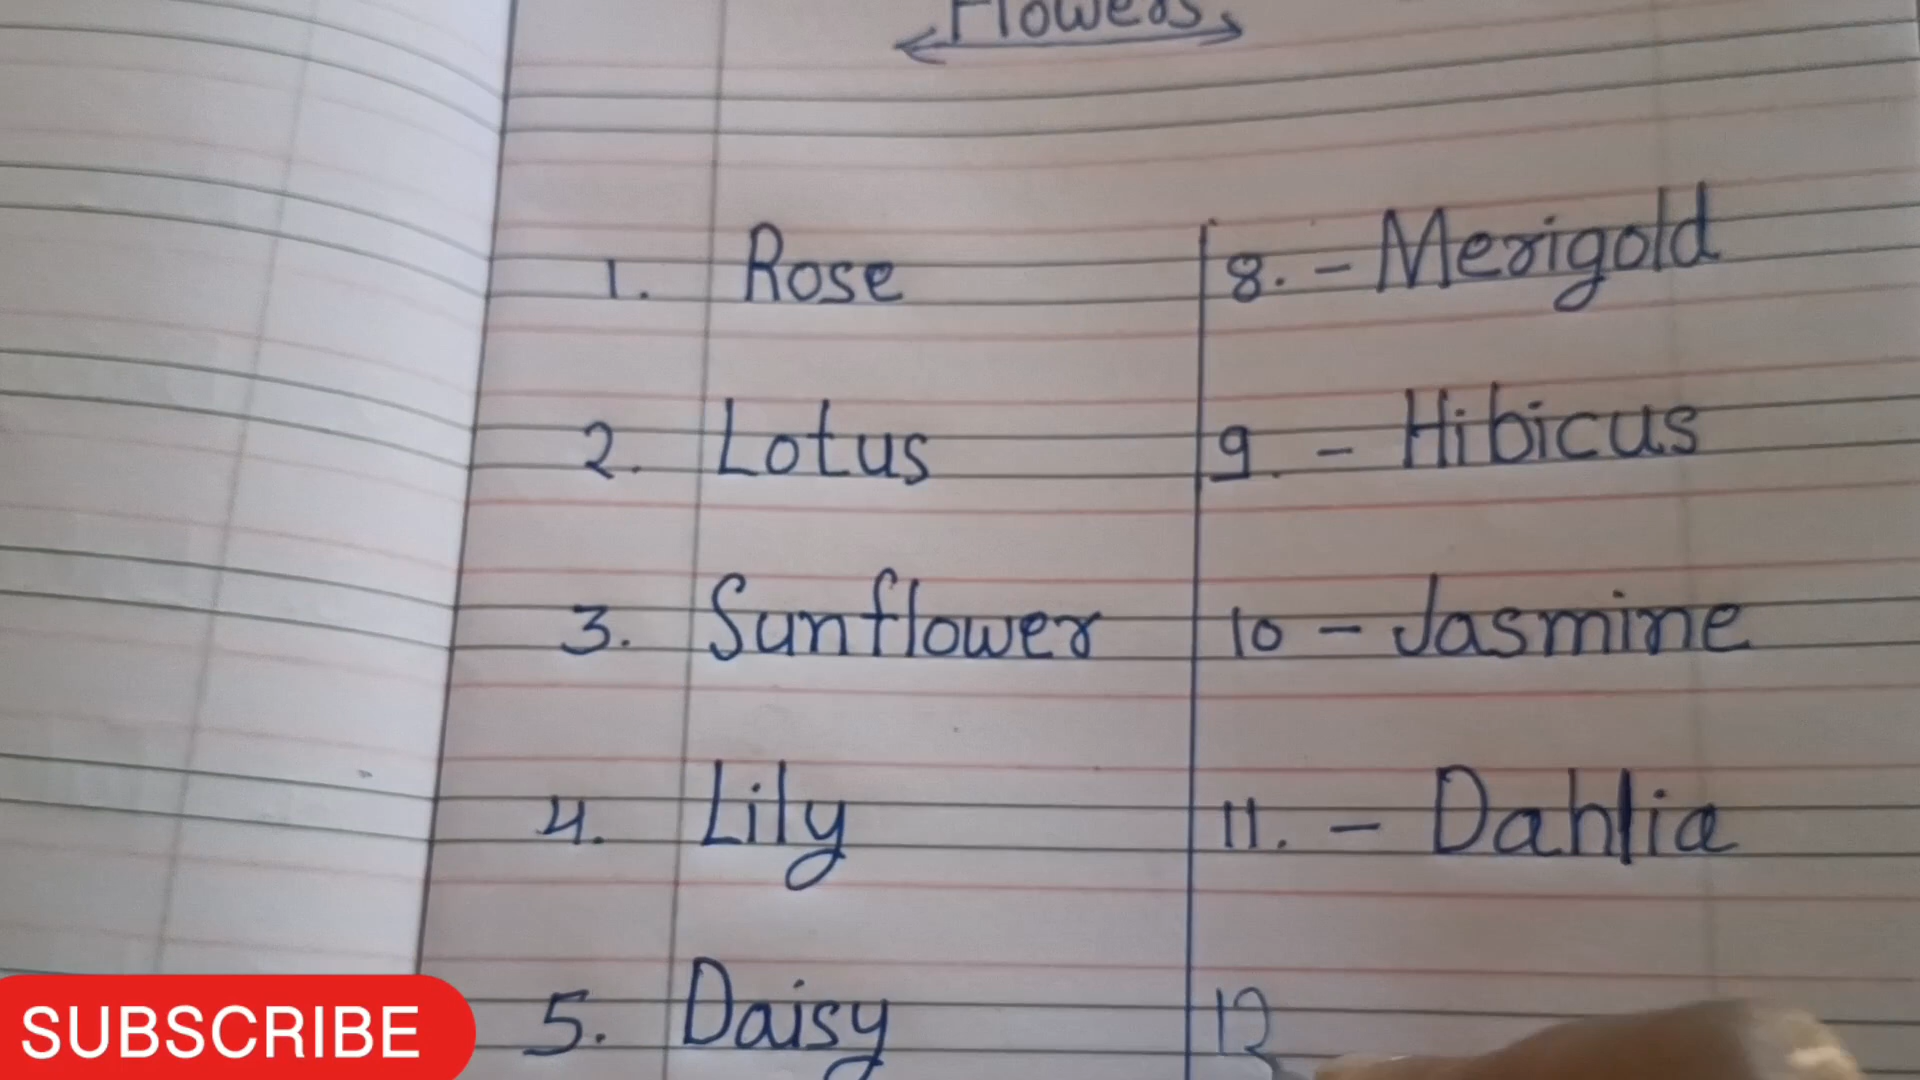 Flowers
1. Rose
2. Lotus
3. Sunflower
4. Lily
5. Daisy
8. - Merigold
9. - Hibicus
10 - Jasmine
11. - Dahlia
12
SUBSCRIBE